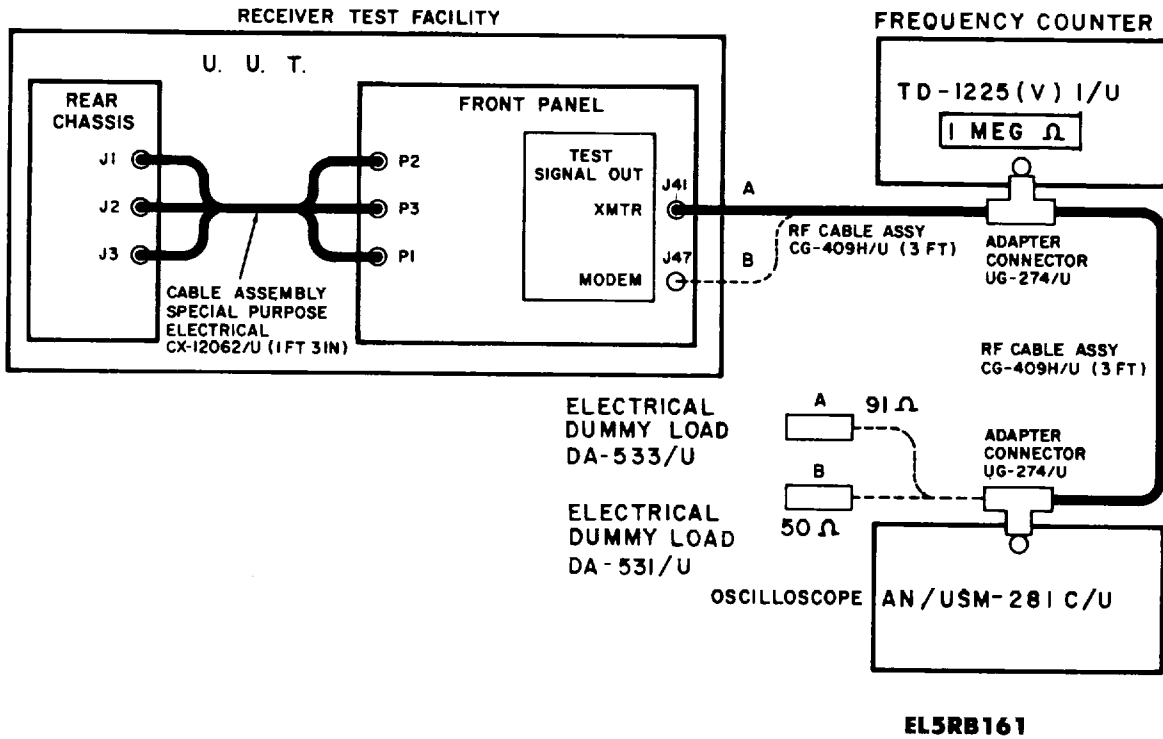 RECEIVER TEST FACILITY
U. U. T.
REAR
CHASSIS
J1
J2
J3
CABLE ASSEMBLY
SPECIAL PURPOSE
ELECTRICAL
CX-12062/U (1FT 3IN)
FRONT PANEL
P2
P3
P1
TEST
SIGNAL OUT
XMTR
MODEM
J41
J47
A
B
RF CABLE ASSY
CG-409H/U (3 FT)
FREQUENCY COUNTER
TD-1225(V) 1/U
1 MEG Ω
ADAPTER
CONNECTOR
UG-274/U
RF CABLE ASSY
CG-409H/U (3 FT)
ELECTRICAL
DUMMY LOAD
DA-533/U
A
91 Ω
ELECTRICAL
DUMMY LOAD
DA-531/U
B
50 Ω
ADAPTER
CONNECTOR
UG-274/U
OSCILLOSCOPE
AN/USM-281 C/U
EL5RB161